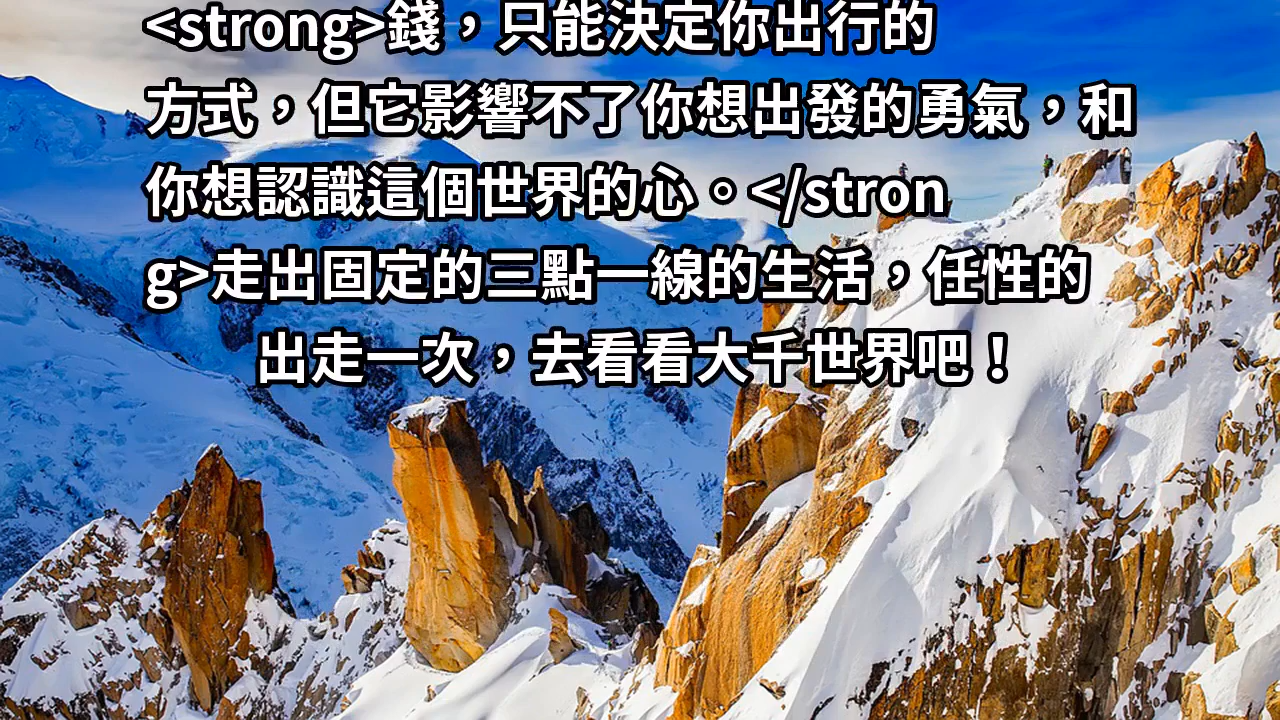 <strong>錢，只能決定你出行的
方式，但它影響不了你想出發的勇氣，和
你想認識這個世界的心。</stron
g>走出固定的三點一線的生活，任性的
出走一次，去看看大千世界吧！